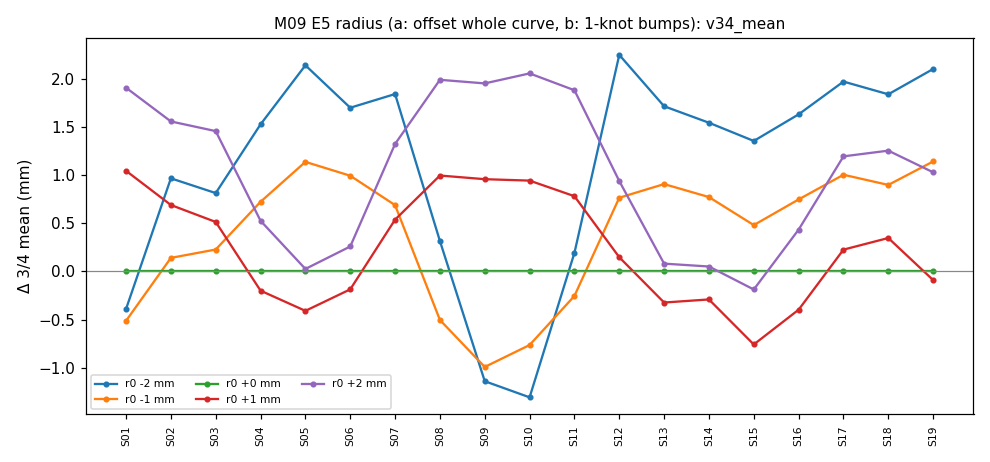 M09 E5 radius (a: offset whole curve, b: 1-knot bumps): v34_mean
Δ 3/4 mean (mm)
2.0
1.5
1.0
0.5
0.0
−0.5
−1.0
r0 -2 mm
r0 -1 mm
r0 +0 mm
r0 +1 mm
r0 +2 mm
S01 S02 S03 S04 S05 S06 S07 S08 S09 S10 S11 S12 S13 S14 S15 S16 S17 S18 S19